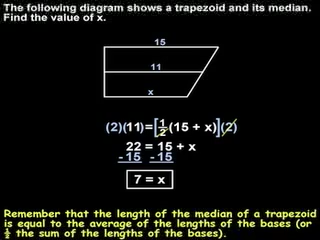 The following diagram shows a trapezoid and its median.
Find the value of x.
15
11
x
(2)(11)=[½(15 + x)](2)
22 = 15 + x
-15 -15
7 = x
Remember that the length of the median of a trapezoid
is equal to the average of the lengths of the bases (or
½ the sum of the lengths of the bases).